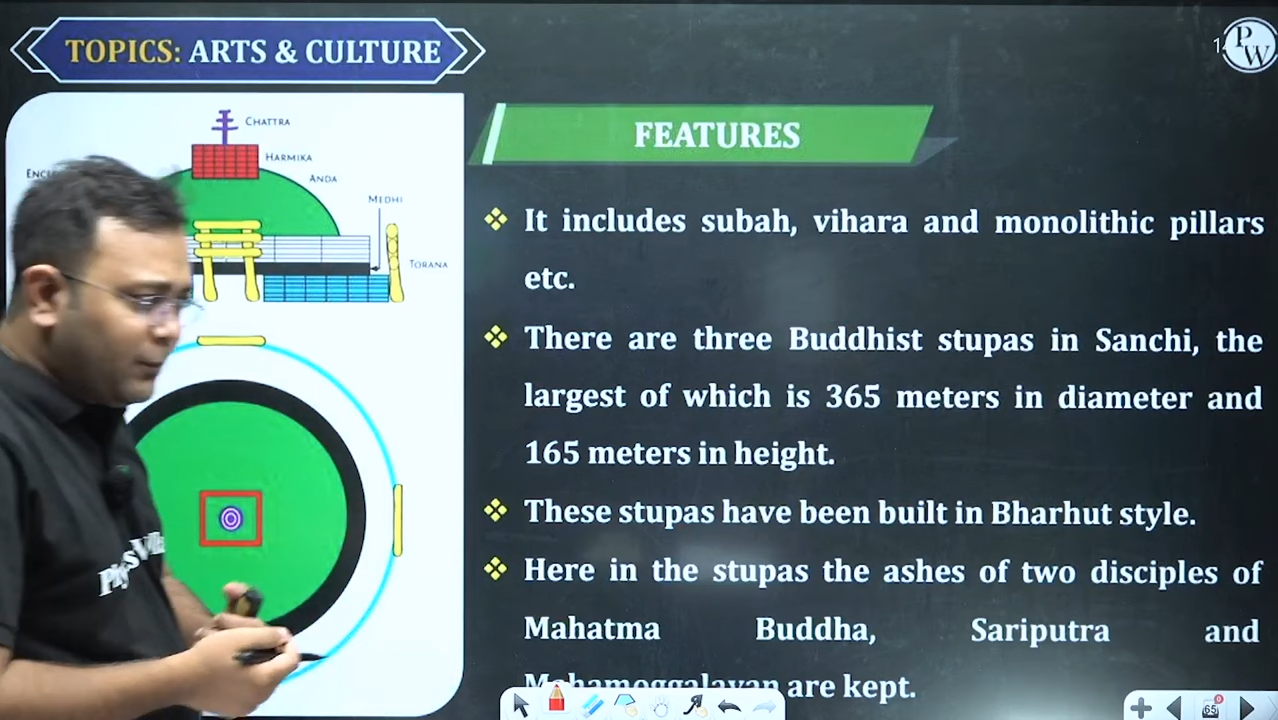 TOPICS: ARTS & CULTURE
PW
CHATTRA
HARMIKA
ANDA
MEDHI
TORANA
FEATURES
It includes subah, vihara and monolithic pillars
etc.
There are three Buddhist stupas in Sanchi, the
largest of which is 365 meters in diameter and
165 meters in height.
These stupas have been built in Bharhut style.
Here in the stupas the ashes of two disciples of
Mahatma Buddha, Sariputra and
Mahamoggalayan are kept.
65